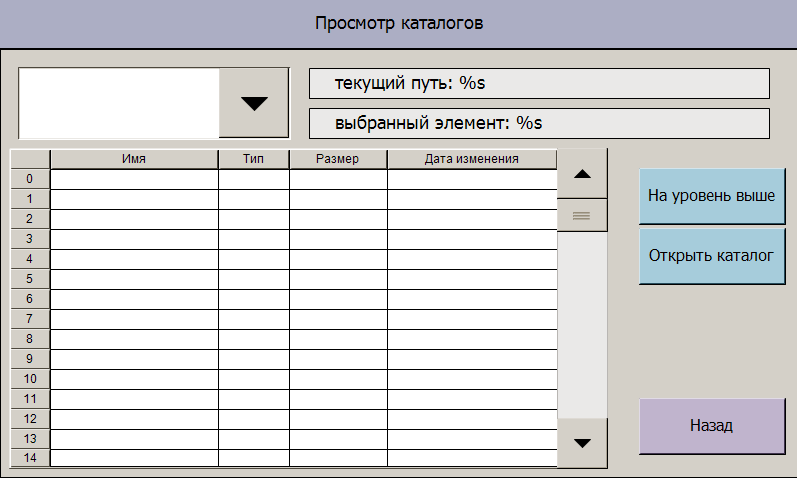 Просмотр каталогов
текущий путь: %s
выбранный элемент: %s
Имя Тип Размер Дата изменения
0
1
2
3
4
5
6
7
8
9
10
11
12
13
14
На уровень выше
Открыть каталог
Назад